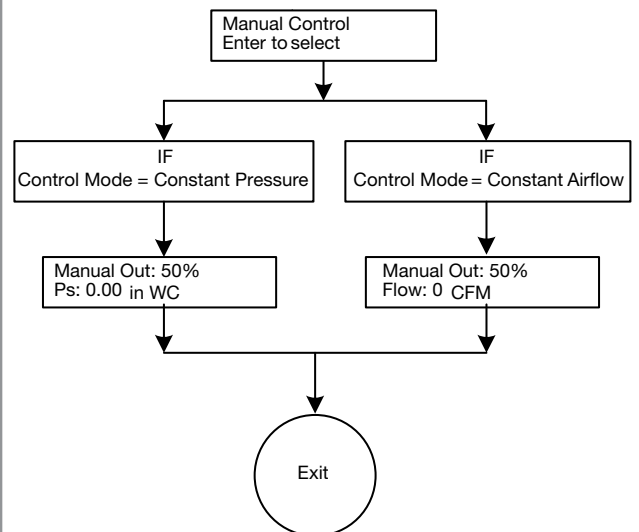 Manual Control
Enter to select
IF
Control Mode = Constant Pressure
IF
Control Mode = Constant Airflow
Manual Out: 50%
Ps: 0.00 in WC
Manual Out: 50%
Flow: 0 CFM
Exit